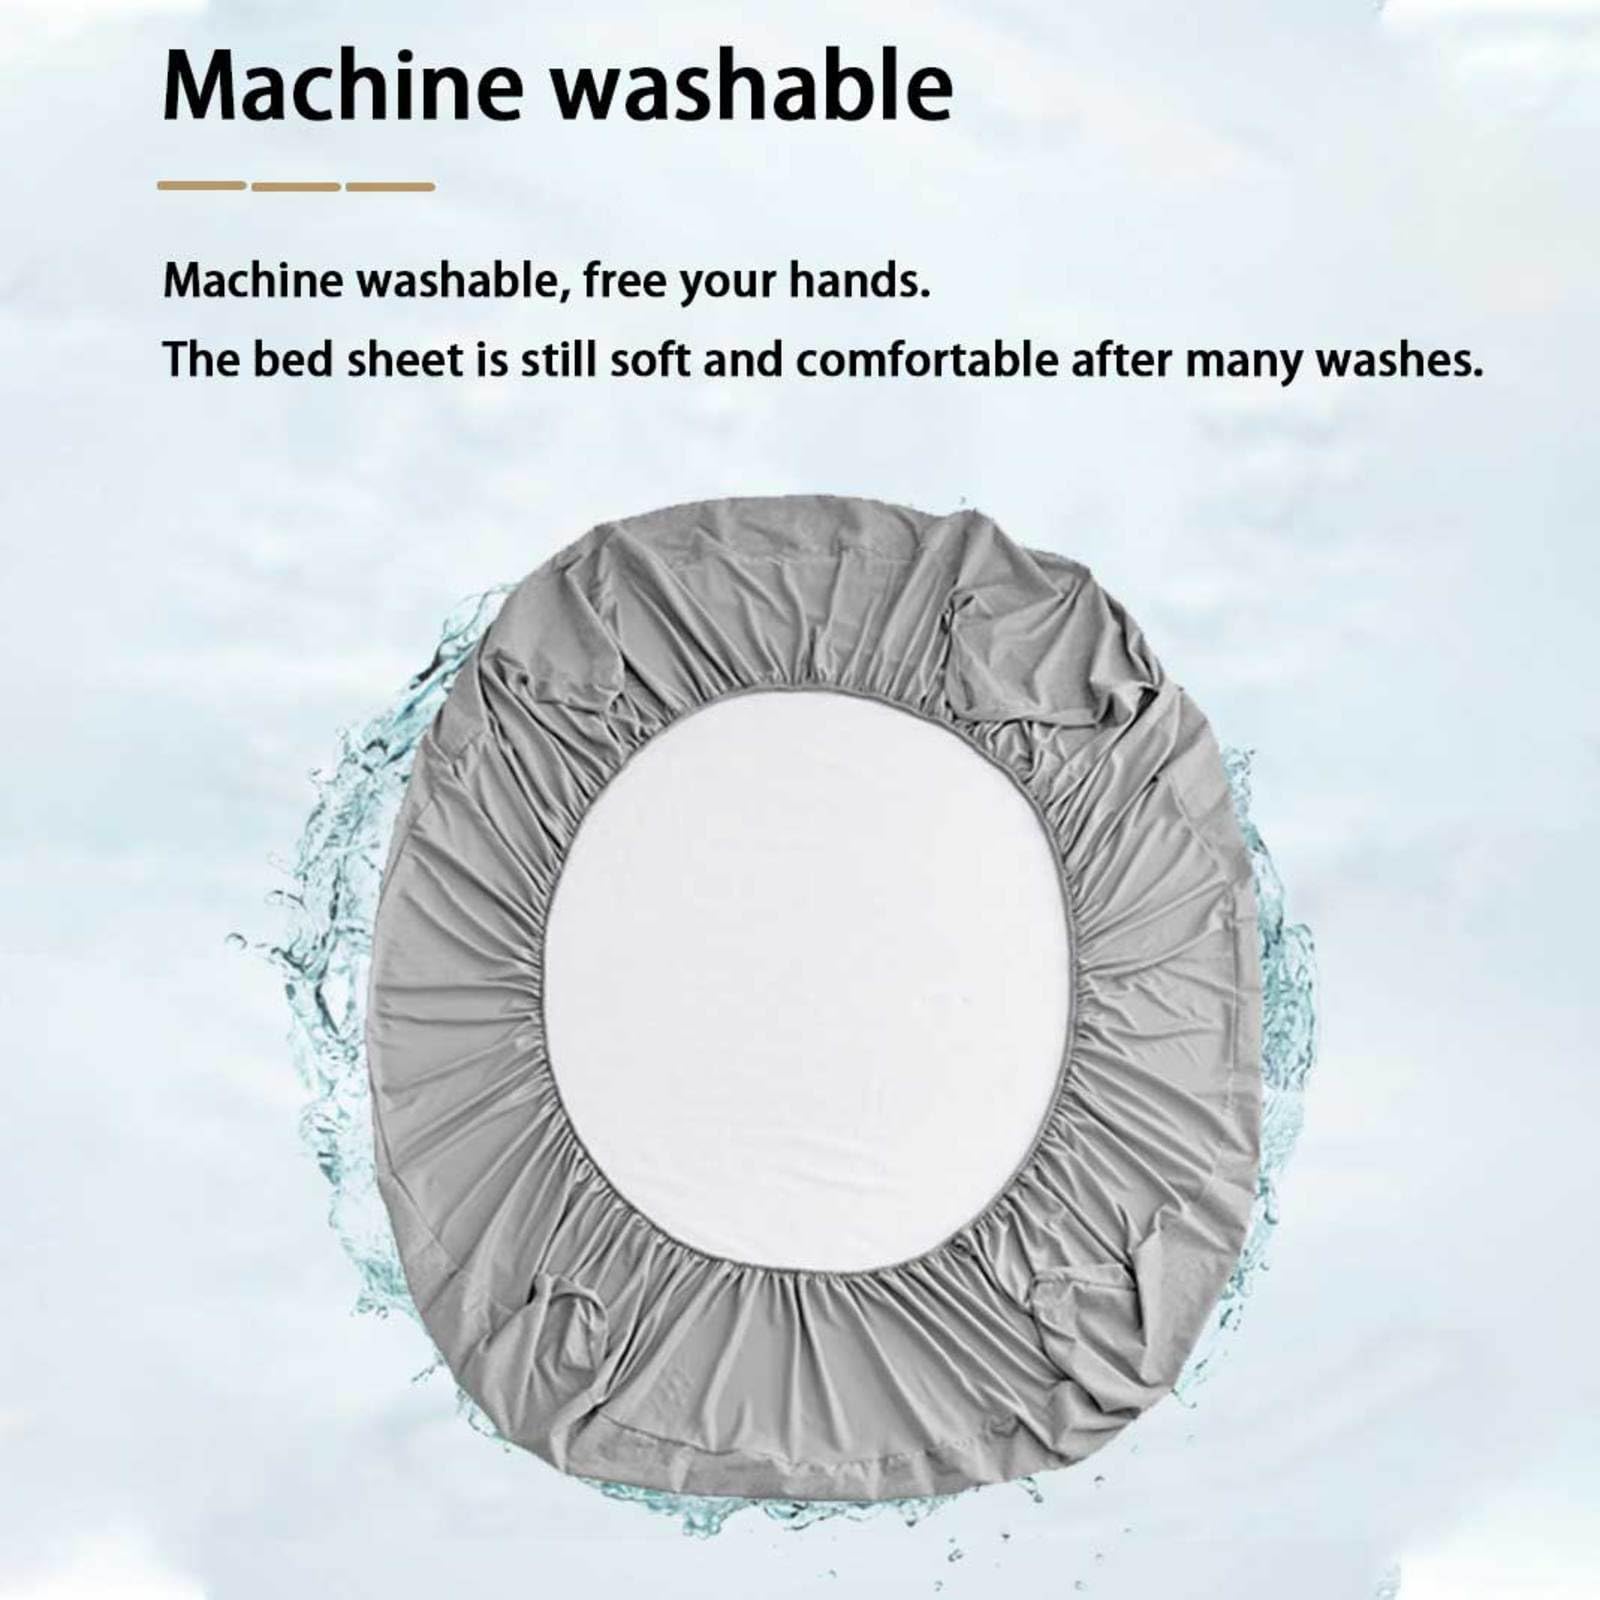 Machine washable
Machine washable, free your hands.
The bed sheet is still soft and comfortable after many washes.